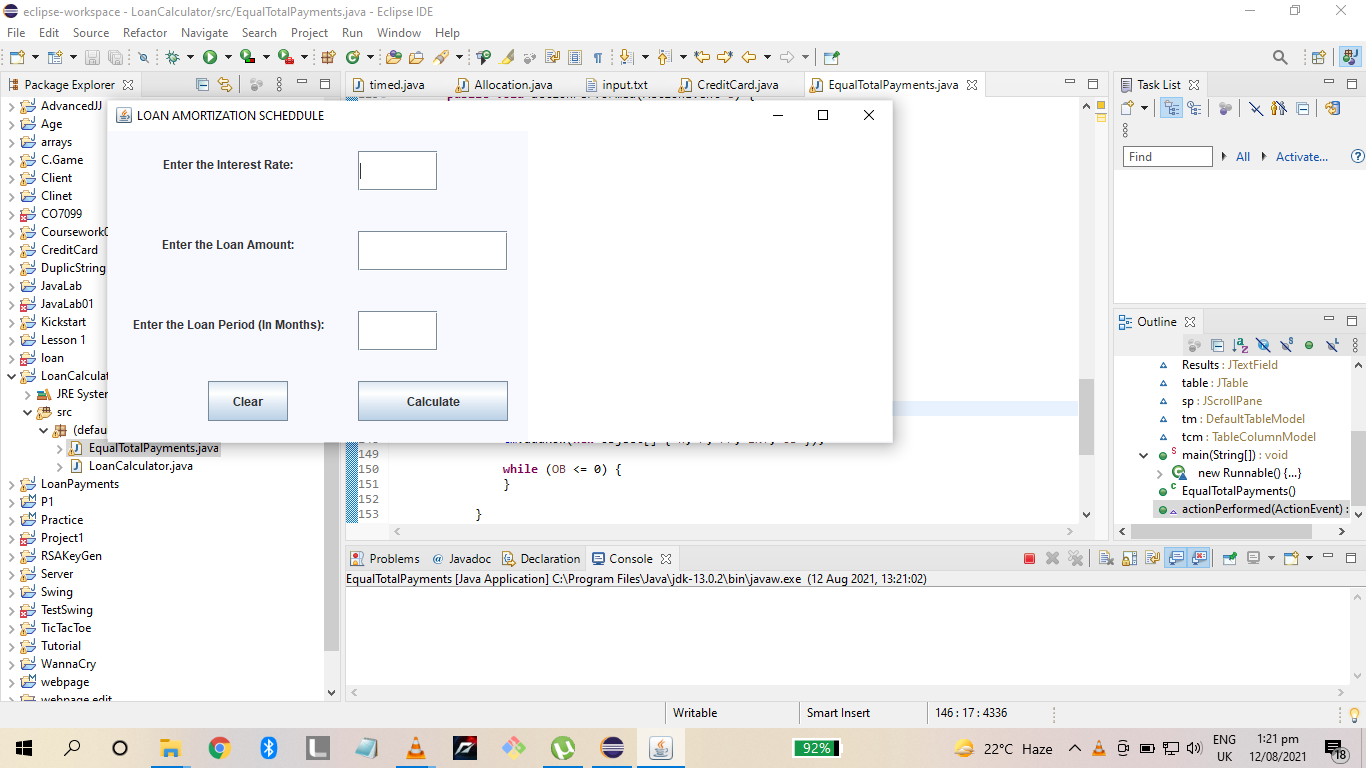 eclipse-workspace - LoanCalculator/src/EqualTotalPayments.java - Eclipse IDE
File Edit Source Refactor Navigate Search Project Run Window Help
Package Explorer
timed.java
Allocation.java
input.txt
CreditCard.java
EqualTotalPayments.java
Task List
AdvancedJJ
Age
arrays
C.Game
Client
Clinet
CO7099
Coursework
CreditCard
DuplicString
JavaLab
JavaLab01
Kickstart
Lesson 1
loan
LoanCalculat
JRE System
src
(defau
EqualTotalPayments.java
LoanCalculator.java
LoanPayments
P1
Practice
Project1
RSAKeyGen
Server
Swing
TestSwing
TicTacToe
Tutorial
WannaCry
webpage
webpage edit
LOAN AMORTIZATION SCHEDDULE
Enter the Interest Rate:
Enter the Loan Amount:
Enter the Loan Period (In Months):
Clear
Calculate
149
150 while (OB <= 0) {
151 }
152
153 }
Find
All
Activate...
Outline
Results : JTextField
table : JTable
sp : JScrollPane
tm : DefaultTableModel
tcm : TableColumnModel
main(String[]) : void
new Runnable() {...}
EqualTotalPayments()
actionPerformed(ActionEvent) :
Problems
@ Javadoc
Declaration
Console
EqualTotalPayments [Java Application] C:\Program Files\Java\jdk-13.0.2\bin\javaw.exe (12 Aug 2021, 13:21:02)
Writable
Smart Insert
146 : 17 : 4336
92%
22°C Haze
ENG
UK
1:21 pm
12/08/2021
18